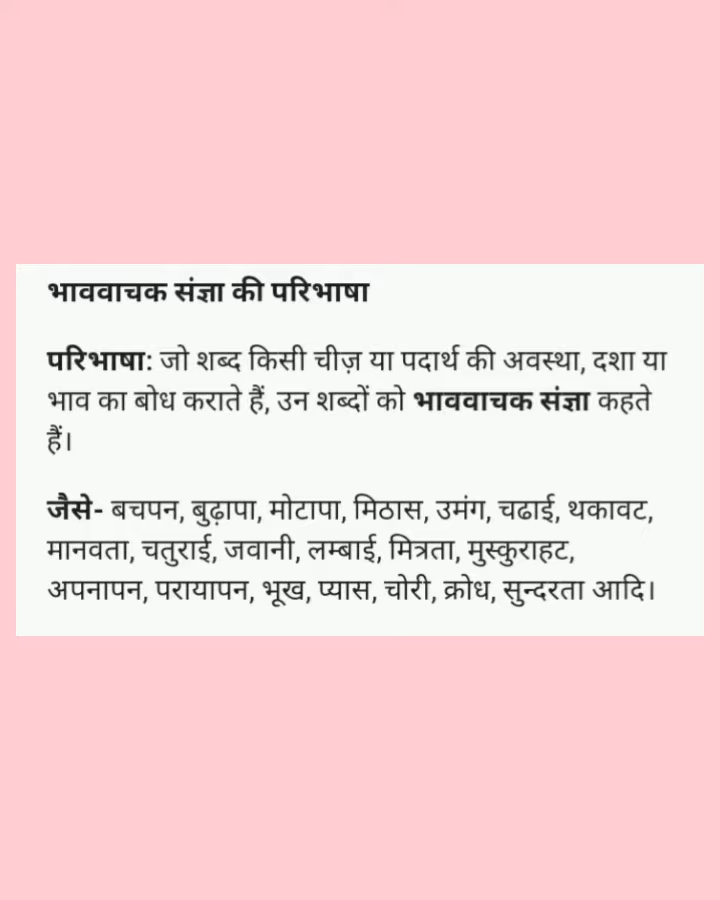 भाववाचक संज्ञा की परिभाषा
परिभाषा: जो शब्द किसी चीज़ या पदार्थ की अवस्था, दशा या
भाव का बोध कराते हैं, उन शब्दों को भाववाचक संज्ञा कहते
हैं।
जैसे- बचपन, बुढ़ापा, मोटापा, मिठास, उमंग, चढाई, थकावट,
मानवता, चतुराई, जवानी, लम्बाई, मित्रता, मुस्कुराहट,
अपनापन, परायापन, भूख, प्यास, चोरी, क्रोध, सुन्दरता आदि।